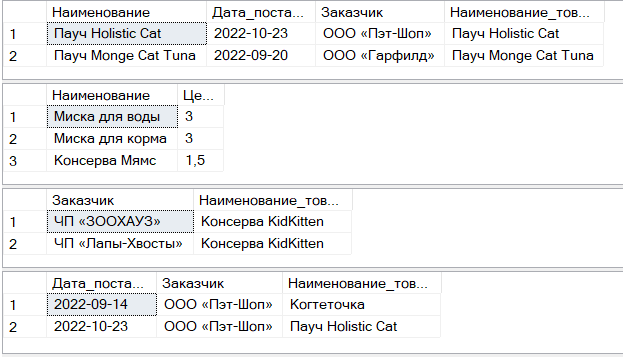 Наименование Дата_поста... Заказчик Наименование_тов...
1 Пауч Holistic Cat 2022-10-23 ООО «Пэт-Шоп» Пауч Holistic Cat
2 Пауч Monge Cat Tuna 2022-09-20 ООО «Гарфилд» Пауч Monge Cat Tuna
Наименование Це...
1 Миска для воды 3
2 Миска для корма 3
3 Консерва Мямс 1,5
Заказчик Наименование_тов...
1 ЧП «ЗООХАУЗ» Консерва KidKitten
2 ЧП «Лапы-Хвосты» Консерва KidKitten
Дата_поста... Заказчик Наименование_тов...
1 2022-09-14 ООО «Пэт-Шоп» Когтеточка
2 2022-10-23 ООО «Пэт-Шоп» Пауч Holistic Cat